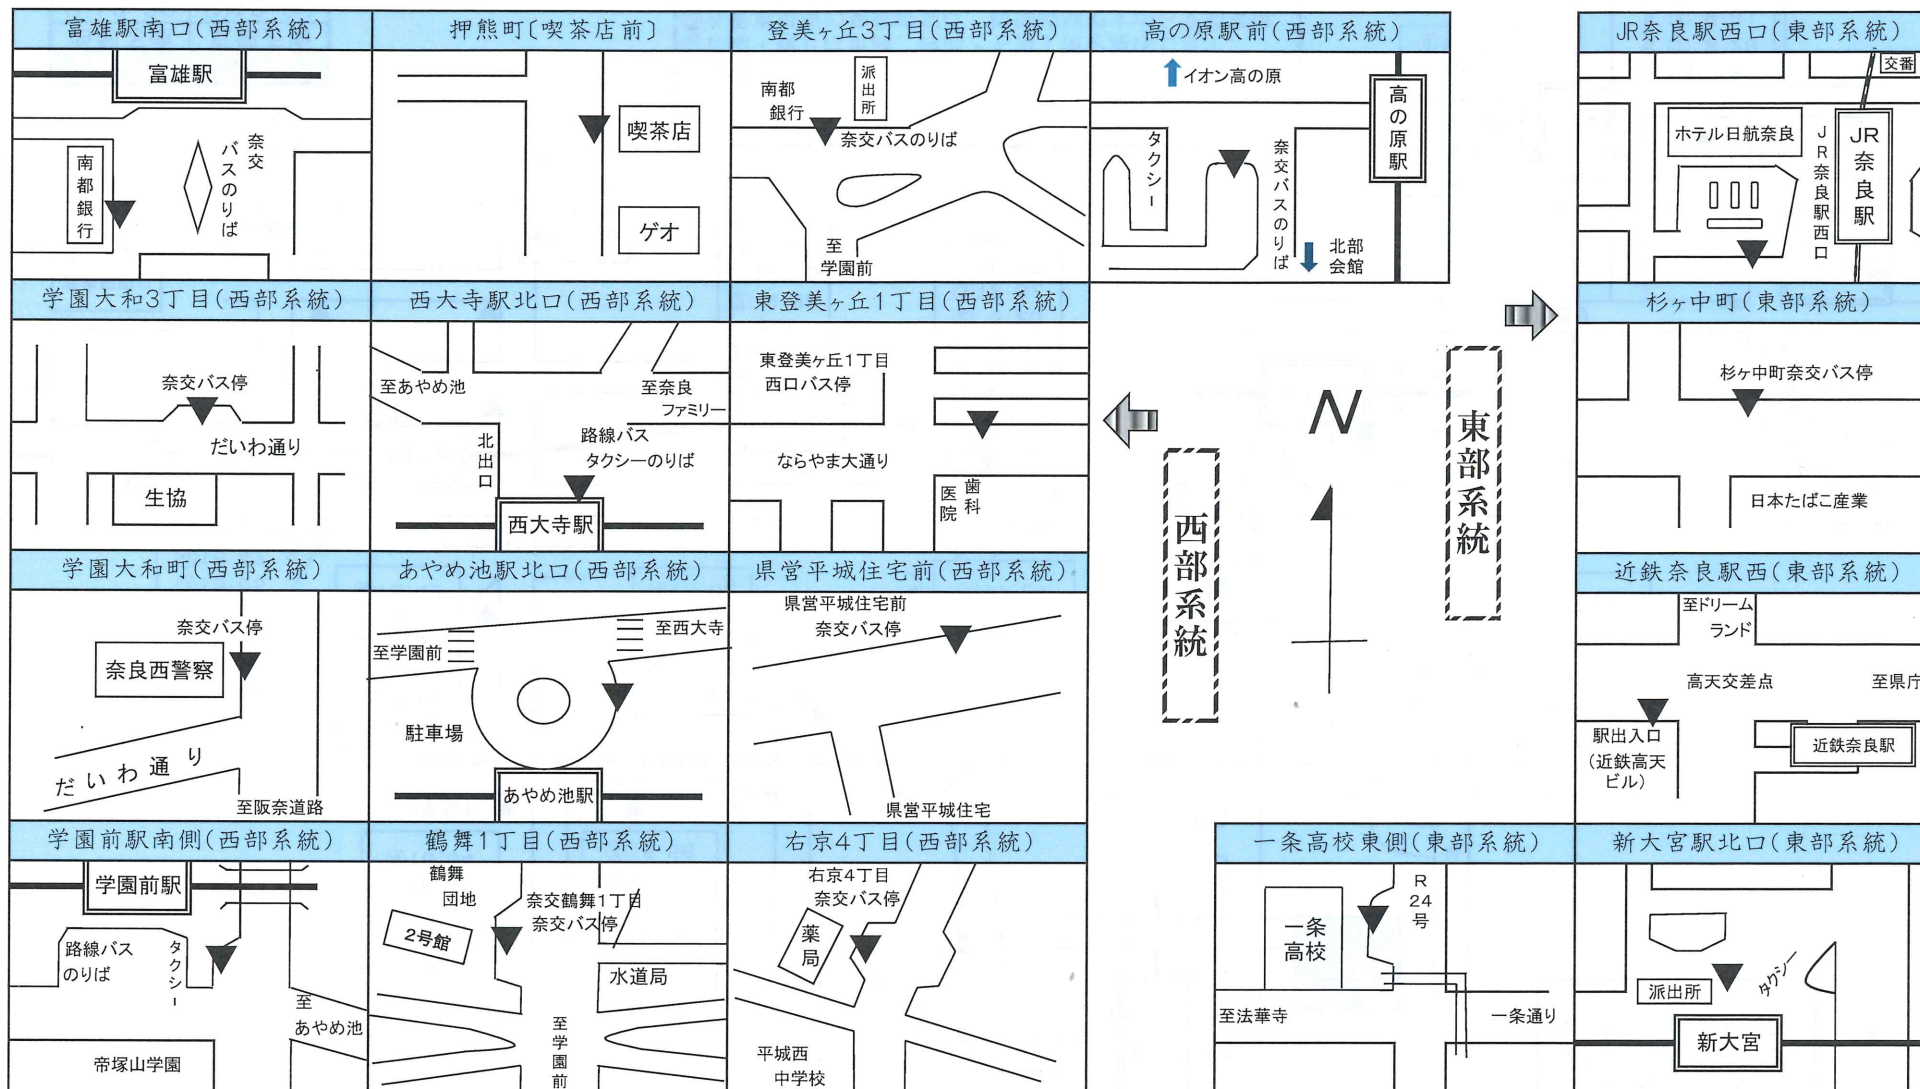 富雄駅南口(西部系統)
富雄駅
奈交
バスのりば
南都銀行
押熊町〔喫茶店前〕
喫茶店
ゲオ
登美ヶ丘3丁目(西部系統)
南都
銀行
派出所
奈交バスのりば
至
学園前
高の原駅前(西部系統)
イオン高の原
高の原駅
タクシー
奈交バスのりば
北部
会館
JR奈良駅西口(東部系統)
交番
ホテル日航奈良
JR奈良駅西口
JR奈良駅
学園大和3丁目(西部系統)
奈交バス停
だいわ通り
生協
西大寺駅北口(西部系統)
至あやめ池
至奈良
ファミリー
北出口
路線バス
タクシーのりば
西大寺駅
東登美ヶ丘1丁目(西部系統)
東登美ヶ丘1丁目
西口バス停
ならやま大通り
歯科
医院
N
東部系統
西部系統
杉ヶ中町(東部系統)
杉ヶ中町奈交バス停
日本たばこ産業
学園大和町(西部系統)
奈交バス停
奈良西警察
だいわ通り
至阪奈道路
あやめ池駅北口(西部系統)
至学園前
至西大寺
駐車場
あやめ池駅
県営平城住宅前(西部系統)
県営平城住宅前
奈交バス停
県営平城住宅
近鉄奈良駅西(東部系統)
至ドリーム
ランド
高天交差点
至県庁
駅出入口
(近鉄高天
ビル)
近鉄奈良駅
学園前駅南側(西部系統)
学園前駅
路線バス
のりば
タクシー
至
あやめ池
帝塚山学園
鶴舞1丁目(西部系統)
鶴舞
団地
奈交鶴舞1丁目
奈交バス停
2号館
水道局
至学園前
右京4丁目(西部系統)
右京4丁目
奈交バス停
薬局
平城西
中学校
一条高校東側(東部系統)
R
24
号
一条
高校
至法華寺
一条通り
新大宮駅北口(東部系統)
タクシー
派出所
新大宮